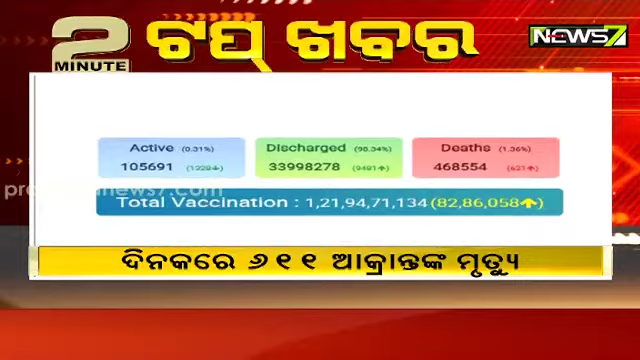 2 MINUTE
ଟପ୍ ଖବର
NEWS7
Active (0.31%)
105691 (1228↓)
Discharged (98.34%)
33998278 (9481↑)
Deaths (1.36%)
468554 (621↑)
Total Vaccination : 1,21,94,71,134 (82,86,058↑)
ଦିନକରେ ୬୧୧ ଆକ୍ରାନ୍ତଙ୍କ ମୃତ୍ୟୁ